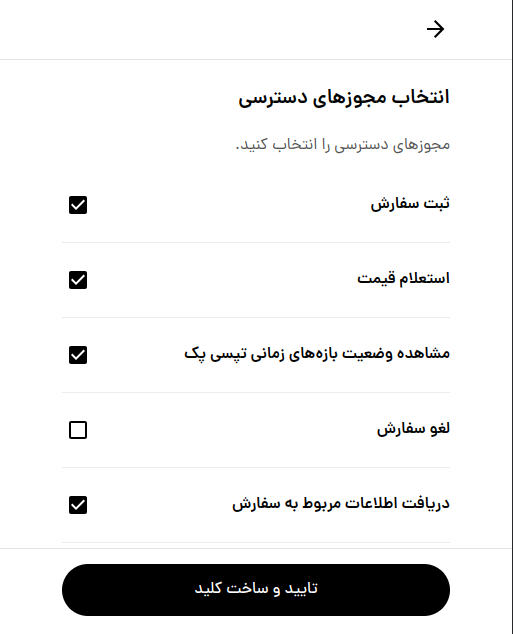 انتخاب مجوزهای دسترسی
مجوزهای دسترسی را انتخاب کنید.
ثبت سفارش
استعلام قیمت
مشاهده وضعیت بازه‌های زمانی تپسی پک
لغو سفارش
دریافت اطلاعات مربوط به سفارش
تایید و ساخت کلید